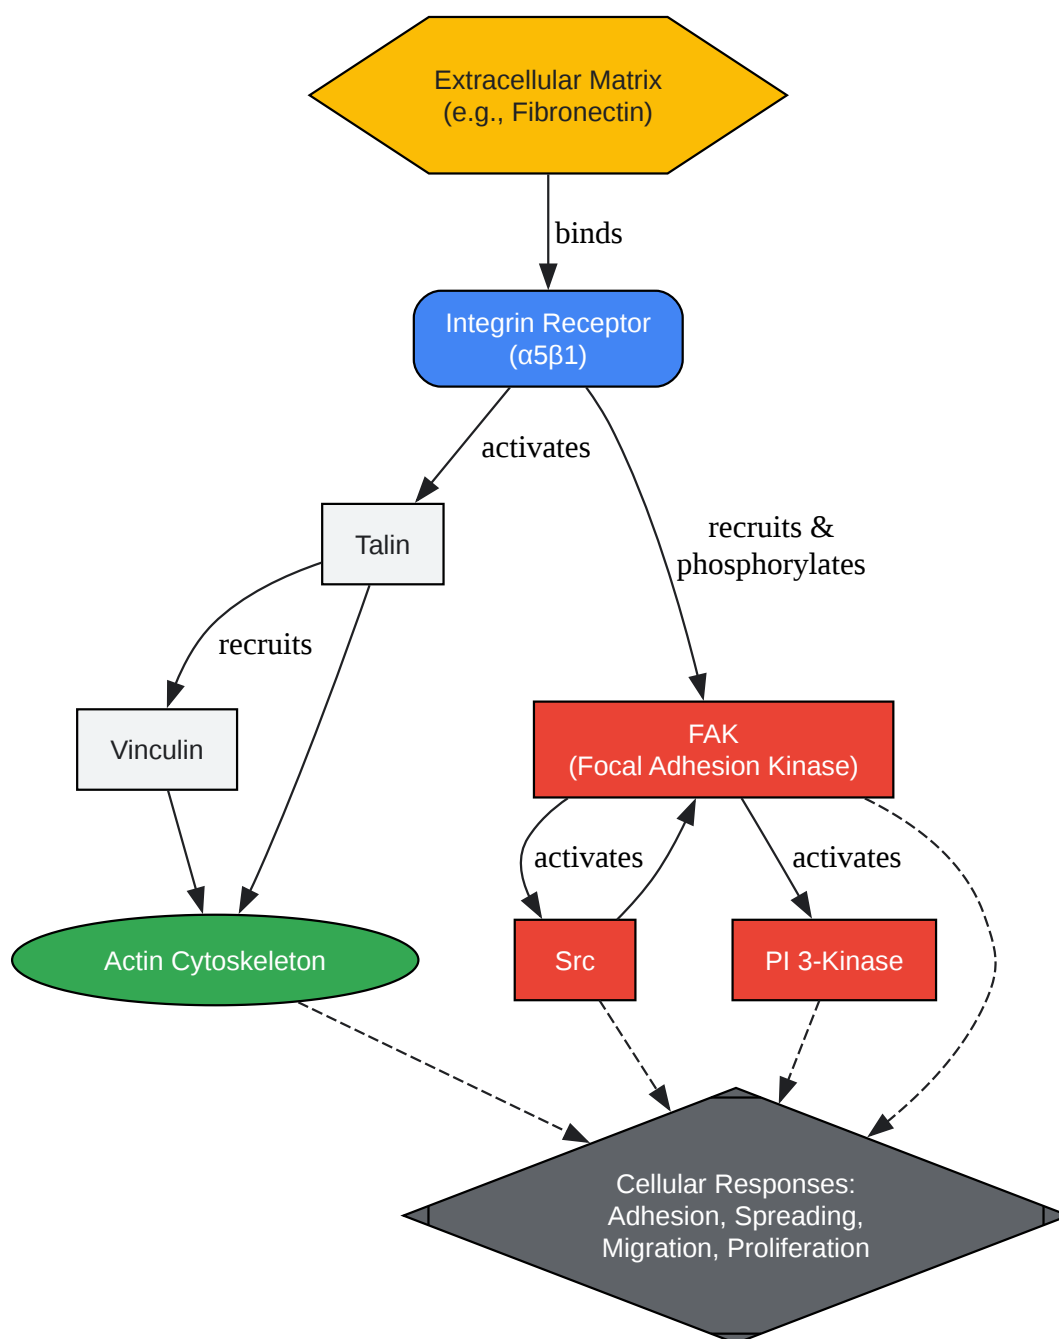 Extracellular Matrix
(e.g., Fibronectin)
binds
Integrin Receptor
(α5β1)
activates
recruits &
phosphorylates
Talin
recruits
Vinculin
FAK
(Focal Adhesion Kinase)
activates
activates
Actin Cytoskeleton
Src
PI 3-Kinase
Cellular Responses:
Adhesion, Spreading,
Migration, Proliferation